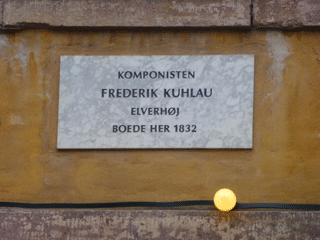 KOMPONISTEN
FREDERIK KUHLAU
ELVERHØJ
BOEDE HER 1832